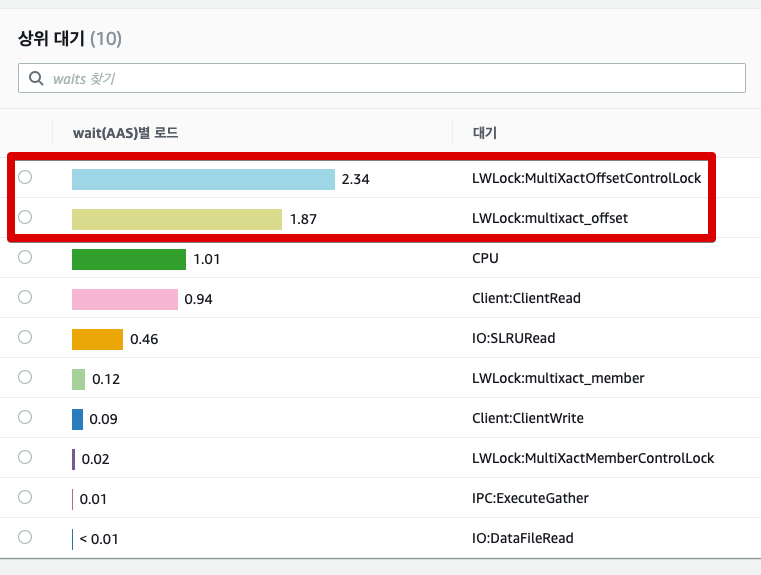 상위 대기 (10)
waits 찾기
wait(AAS)별 로드 대기
2.34 LWLock:MultiXactOffsetControlLock
1.87 LWLock:multixact_offset
1.01 CPU
0.94 Client:ClientRead
0.46 IO:SLRURead
0.12 LWLock:multixact_member
0.09 Client:ClientWrite
0.02 LWLock:MultiXactMemberControlLock
0.01 IPC:ExecuteGather
< 0.01 IO:DataFileRead